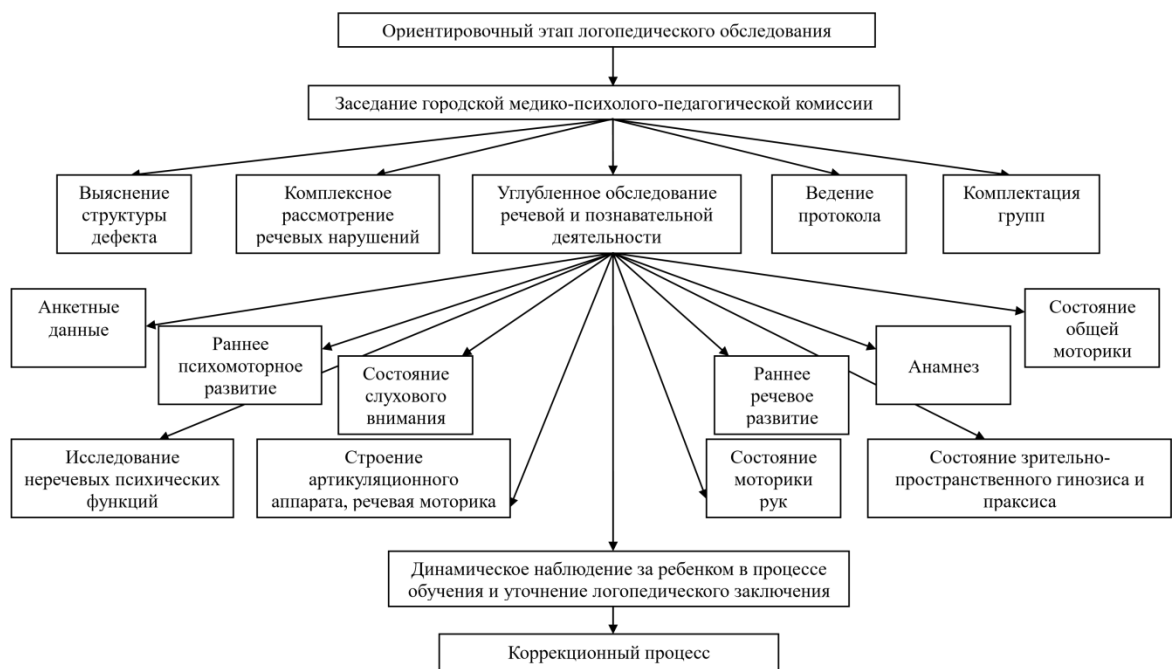 Ориентировочный этап логопедического обследования
Заседание городской медико-психолого-педагогической комиссии
Выяснение
структуры
дефекта
Комплексное
рассмотрение
речевых нарушений
Углубленное обследование
речевой и познавательной
деятельности
Ведение
протокола
Комплектация
групп
Анкетные
данные
Раннее
психомоторное
развитие
Состояние
слухового
внимания
Раннее
речевое
развитие
Анамнез
Состояние
общей
моторики
Исследование
неречевых психических
функций
Строение
артикуляционного
аппарата, речевая моторика
Состояние
моторики
рук
Состояние зрительно-
пространственного гинозиса и
праксиса
Динамическое наблюдение за ребенком в процессе
обучения и уточнение логопедического заключения
Коррекционный процесс